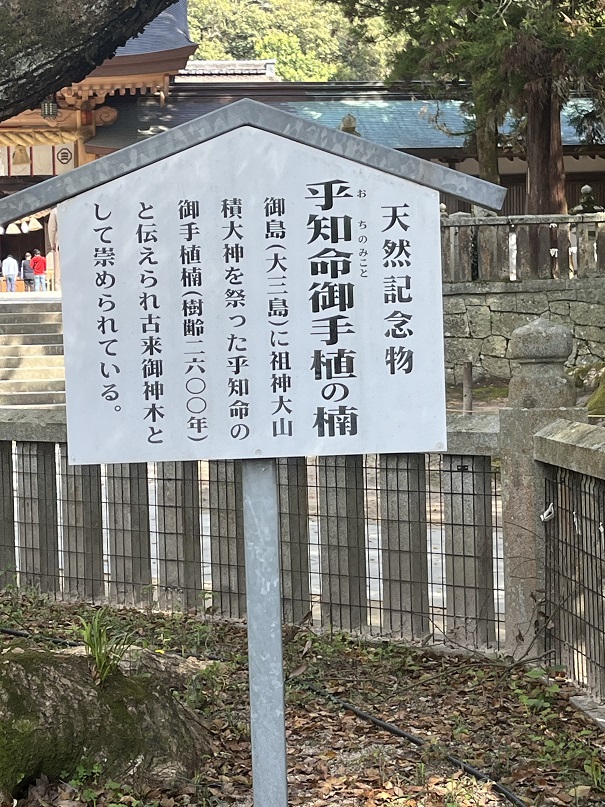 天然記念物
おちのみこと
乎知命御手植の楠
御島(大三島)に祖神大山
積大神を祭った乎知命の
御手植楠(樹齢二六〇〇年)
と伝えられ古来御神木と
して崇められている。